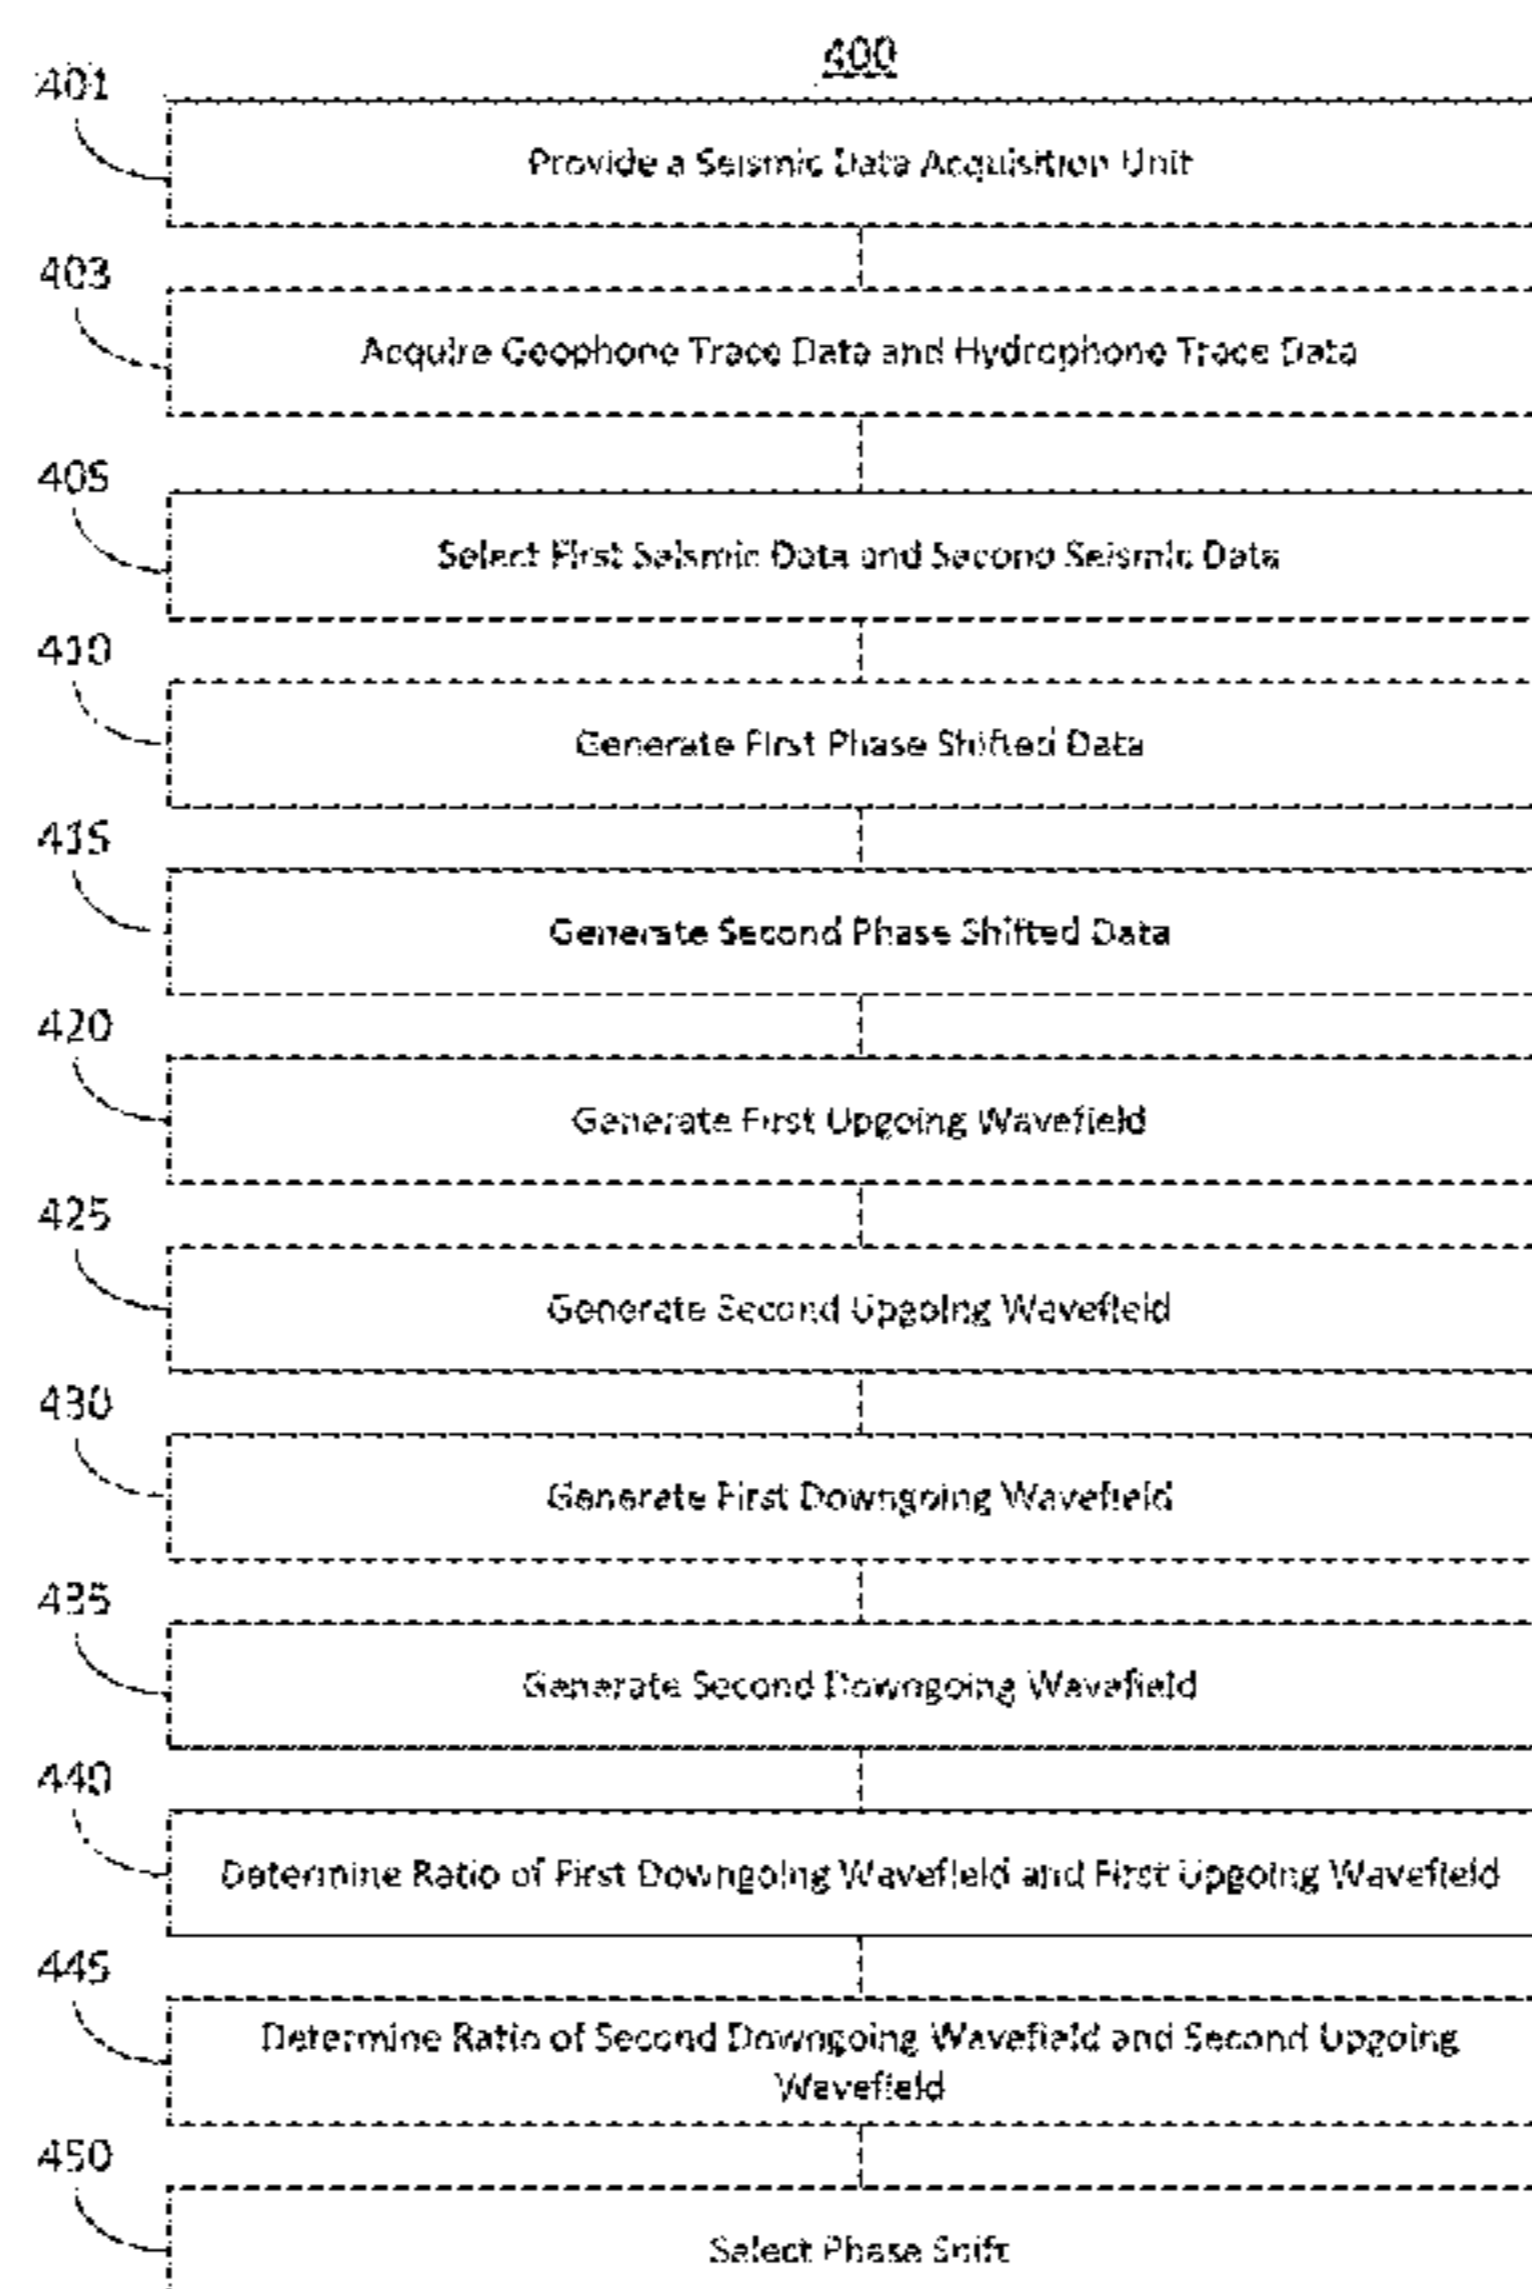 400
401
Provide a Seismic Data Acquisition Unit
403
Acquire Geophone Trace Data and Hydrophone Trace Data
405
Select First Seismic Data and Second Seismic Data
410
Generate First Phase Shifted Data
415
Generate Second Phase Shifted Data
420
Generate First Upgoing Wavefield
425
Generate Second Upgoing Wavefield
430
Generate First Downgoing Wavefield
435
Generate Second Downgoing Wavefield
440
Determine Ratio of First Downgoing Wavefield and First Upgoing Wavefield
445
Determine Ratio of Second Downgoing Wavefield and Second Upgoing
Wavefield
450
Select Phase Shift